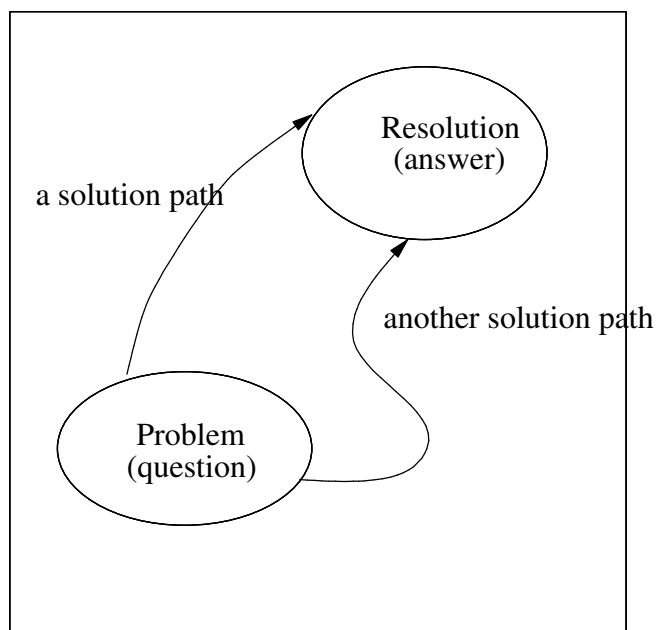 Resolution
(answer)
a solution path
another solution path
Problem
(question)